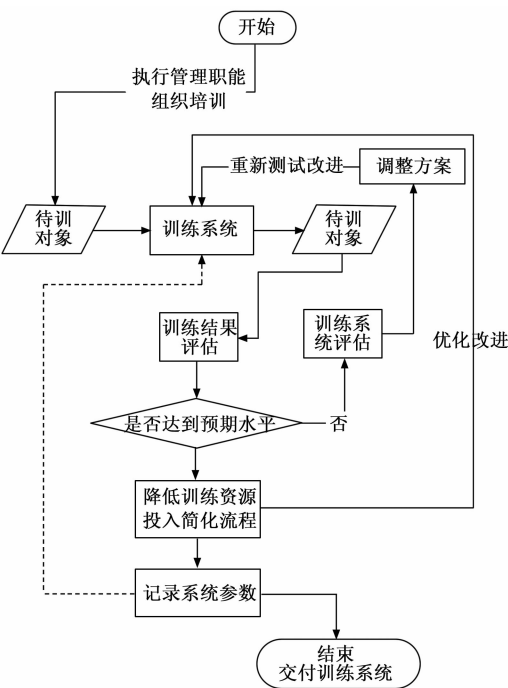 开始
执行管理职能
组织培训
重新测试改进
调整方案
待训
对象
训练系统
待训
对象
训练结果
评估
训练系
统评估
优化改进
是否达到预期水平
否
降低训练资源
投入简化流程
记录系统参数
结束
交付训练系统